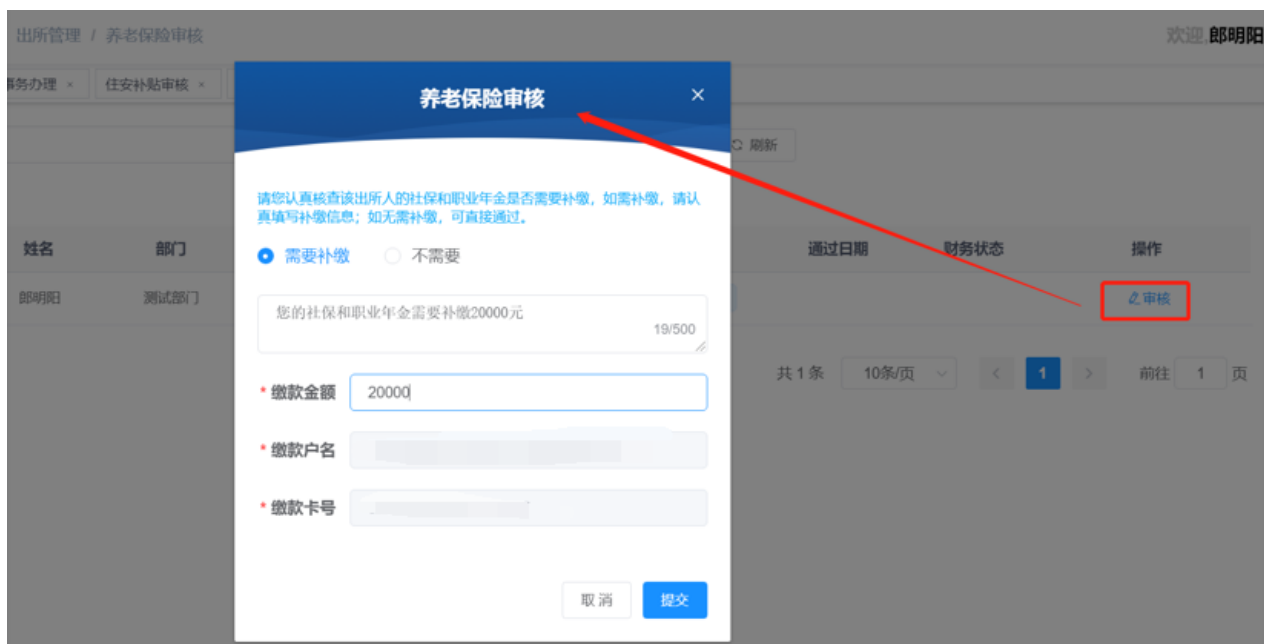 出所管理 / 养老保险审核
欢迎,郎明阳
事务办理 ×
住安补贴审核 ×
养老保险审核
×
刷新
请您认真核查该出所人的社保和职业年金是否需要补缴，如需补缴，请认
真填写补缴信息；如无需补缴，可直接通过。
需要补缴
不需要
姓名
部门
通过日期
财务状态
操作
郎明阳
测试部门
审核
您的社保和职业年金需要补缴20000元
19/500
共 1 条
10条/页
<
1
>
前往
1
页
* 缴款金额
20000
* 缴款户名
* 缴款卡号
取 消
提交